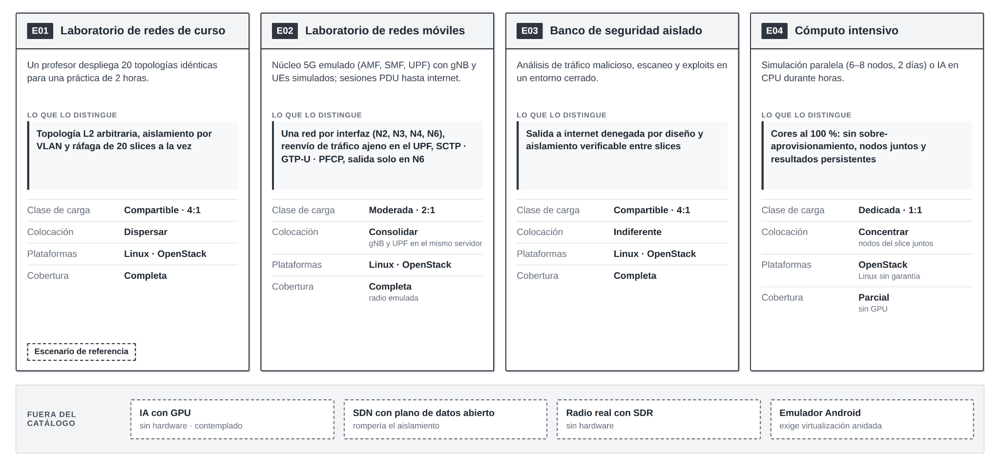 E01 Laboratorio de redes de curso
Un profesor despliega 20 topologías idénticas
para una práctica de 2 horas.
LO QUE LO DISTINGUE
Topología L2 arbitraria, aislamiento por
VLAN y ráfaga de 20 slices a la vez
Clase de carga Compartible · 4:1
Colocación Dispersar
Plataformas Linux · OpenStack
Cobertura Completa
Escenario de referencia
E02 Laboratorio de redes móviles
Núcleo 5G emulado (AMF, SMF, UPF) con gNB y
UEs simulados; sesiones PDU hasta internet.
LO QUE LO DISTINGUE
Una red por interfaz (N2, N3, N4, N6),
reenvío de tráfico ajeno en el UPF, SCTP ·
GTP-U · PFCP, salida solo en N6
Clase de carga Moderada · 2:1
Colocación Consolidar
gNB y UPF en el mismo servidor
Plataformas Linux · OpenStack
Cobertura Completa
radio emulada
E03 Banco de seguridad aislado
Análisis de tráfico malicioso, escaneo y exploits en
un entorno cerrado.
LO QUE LO DISTINGUE
Salida a internet denegada por diseño y
aislamiento verificable entre slices
Clase de carga Compartible · 4:1
Colocación Indiferente
Plataformas Linux · OpenStack
Cobertura Completa
E04 Cómputo intensivo
Simulación paralela (6–8 nodos, 2 días) o IA en
CPU durante horas.
LO QUE LO DISTINGUE
Cores al 100 %: sin sobre-
aprovisionamiento, nodos juntos y
resultados persistentes
Clase de carga Dedicada · 1:1
Colocación Concentrar
nodos del slice juntos
Plataformas OpenStack
Linux sin garantía
Cobertura Parcial
sin GPU
FUERA DEL
CATÁLOGO
IA con GPU
sin hardware · contemplado
SDN con plano de datos abierto
rompería el aislamiento
Radio real con SDR
sin hardware
Emulador Android
exige virtualización anidada